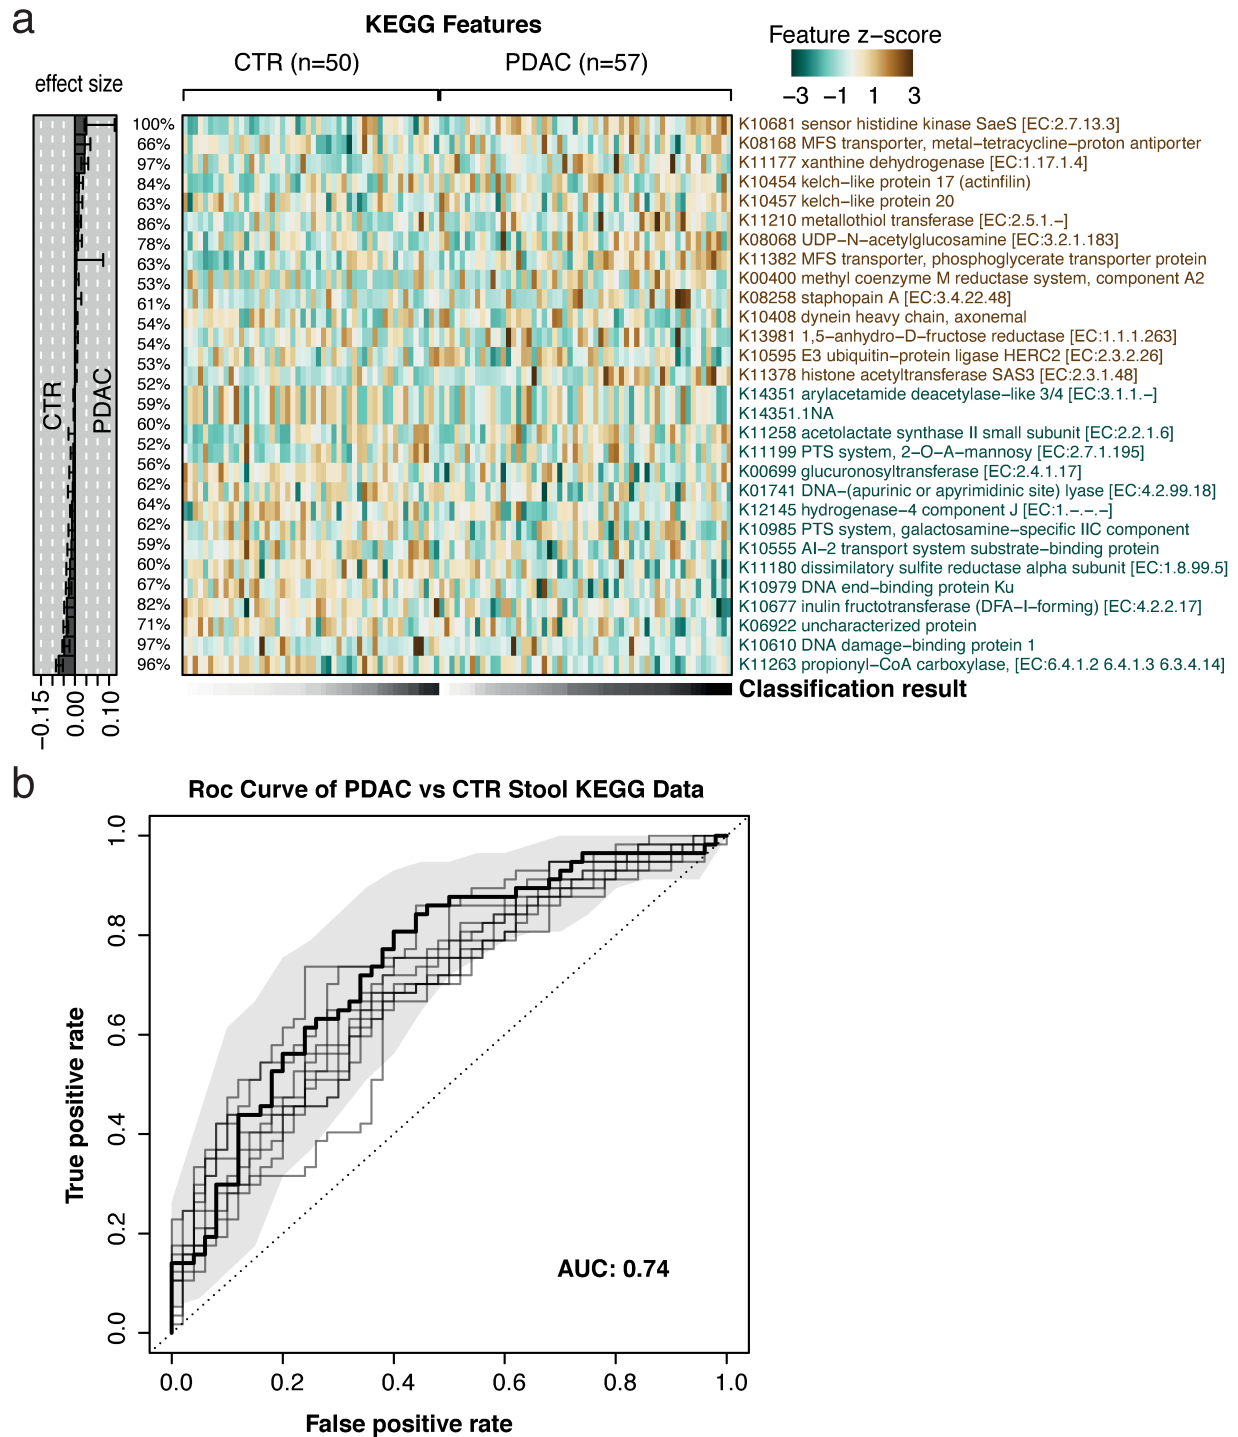 a
KEGG Features
CTR (n=50)
PDAC (n=57)
Feature z−score
−3 −1 1 3
effect size
CTR
PDAC
100%
66%
97%
84%
63%
86%
78%
63%
53%
61%
54%
54%
53%
52%
59%
60%
52%
56%
62%
64%
62%
59%
60%
67%
82%
71%
97%
96%
K10681 sensor histidine kinase SaeS [EC:2.7.13.3]
K08168 MFS transporter, metal−tetracycline−proton antiporter
K11177 xanthine dehydrogenase [EC:1.17.1.4]
K10454 kelch−like protein 17 (actinfilin)
K10457 kelch−like protein 20
K11210 metallothiol transferase [EC:2.5.1.−]
K08068 UDP−N−acetylglucosamine [EC:3.2.1.183]
K11382 MFS transporter, phosphoglycerate transporter protein
K00400 methyl coenzyme M reductase system, component A2
K08258 staphopain A [EC:3.4.22.48]
K10408 dynein heavy chain, axonemal
K13981 1,5−anhydro−D−fructose reductase [EC:1.1.1.263]
K10595 E3 ubiquitin−protein ligase HERC2 [EC:2.3.2.26]
K11378 histone acetyltransferase SAS3 [EC:2.3.1.48]
K14351 arylacetamide deacetylase−like 3/4 [EC:3.1.1.−]
K14351.1NA
K11258 acetolactate synthase II small subunit [EC:2.2.1.6]
K11199 PTS system, 2−O−A−mannosy [EC:2.7.1.195]
K00699 glucuronosyltransferase [EC:2.4.1.17]
K01741 DNA−(apurinic or apyrimidinic site) lyase [EC:4.2.99.18]
K12145 hydrogenase−4 component J [EC:1.−.−.−]
K10985 PTS system, galactosamine−specific IIC component
K10555 AI−2 transport system substrate−binding protein
K11180 dissimilatory sulfite reductase alpha subunit [EC:1.8.99.5]
K10979 DNA end−binding protein Ku
K10677 inulin fructotransferase (DFA−I−forming) [EC:4.2.2.17]
K06922 uncharacterized protein
K10610 DNA damage−binding protein 1
K11263 propionyl−CoA carboxylase, [EC:6.4.1.2 6.4.1.3 6.3.4.14]
Classification result
−0.15
0.00
0.10
b
Roc Curve of PDAC vs CTR Stool KEGG Data
True positive rate
1.0
0.8
0.6
0.4
0.2
0.0
AUC: 0.74
0.0 0.2 0.4 0.6 0.8 1.0
False positive rate